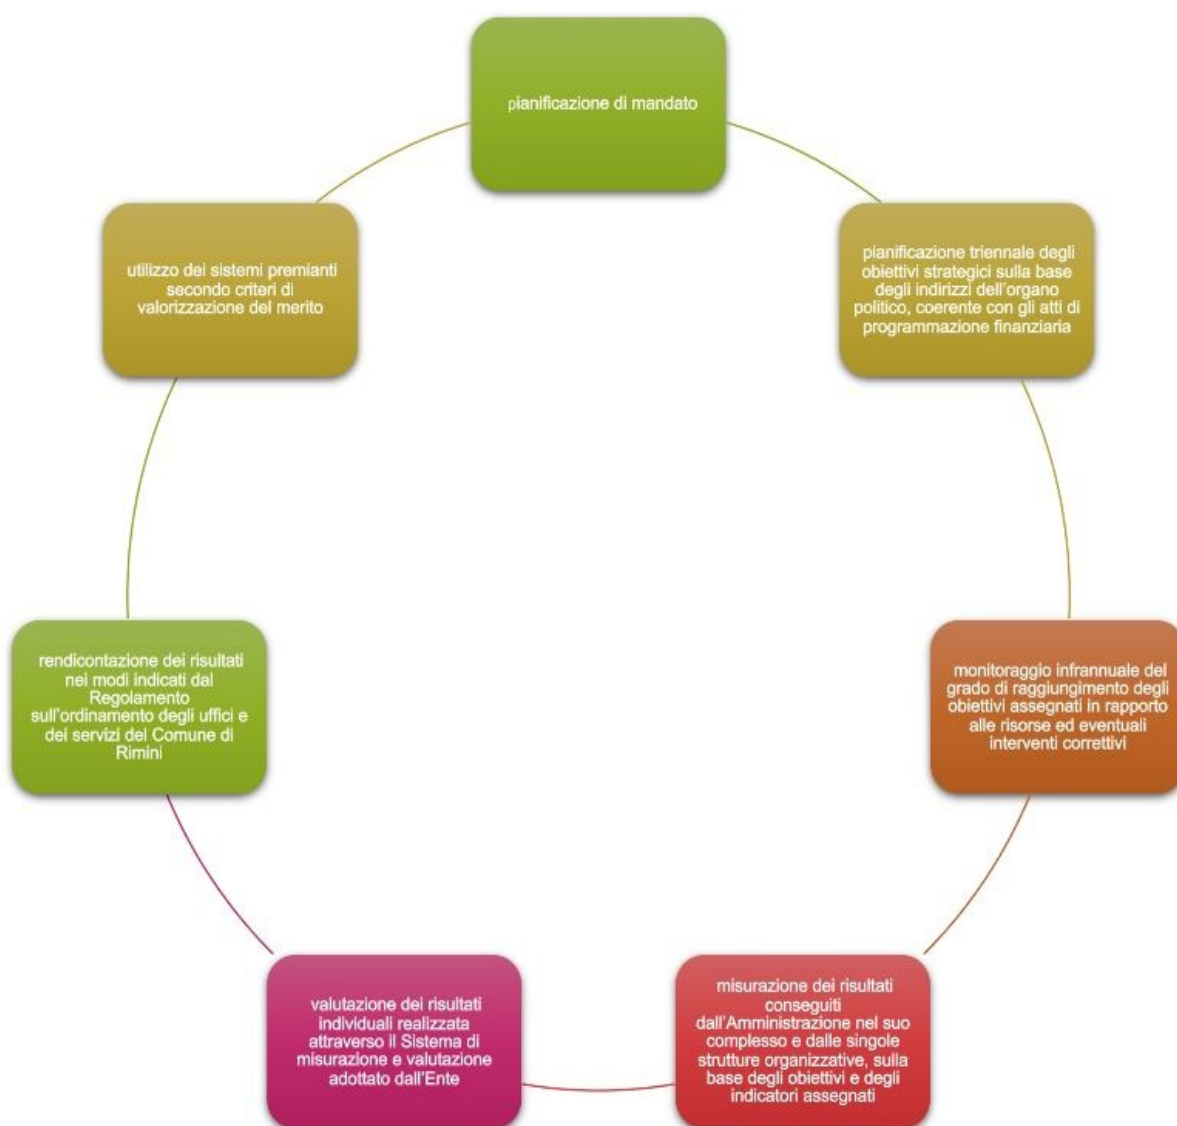 pianificazione di mandato
pianificazione triennale degli
obiettivi strategici sulla base
degli indirizzi dell'organo
politico, coerente con gli atti di
programmazione finanziaria
monitoraggio infrannuale del
grado di raggiungimento degli
obiettivi assegnati in rapporto
alle risorse ed eventuali
interventi correttivi
misurazione dei risultati
conseguiti
dall'Amministrazione nel suo
complesso e dalle singole
strutture organizzative, sulla
base degli obiettivi e degli
indicatori assegnati
valutazione dei risultati
individuali realizzata
attraverso il Sistema di
misurazione e valutazione
adottato dall'Ente
rendicontazione dei risultati
nei modi indicati dal
Regolamento
sull'ordinamento degli uffici e
dei servizi del Comune di
Rimini
utilizzo dei sistemi premianti
secondo criteri di
valorizzazione del merito